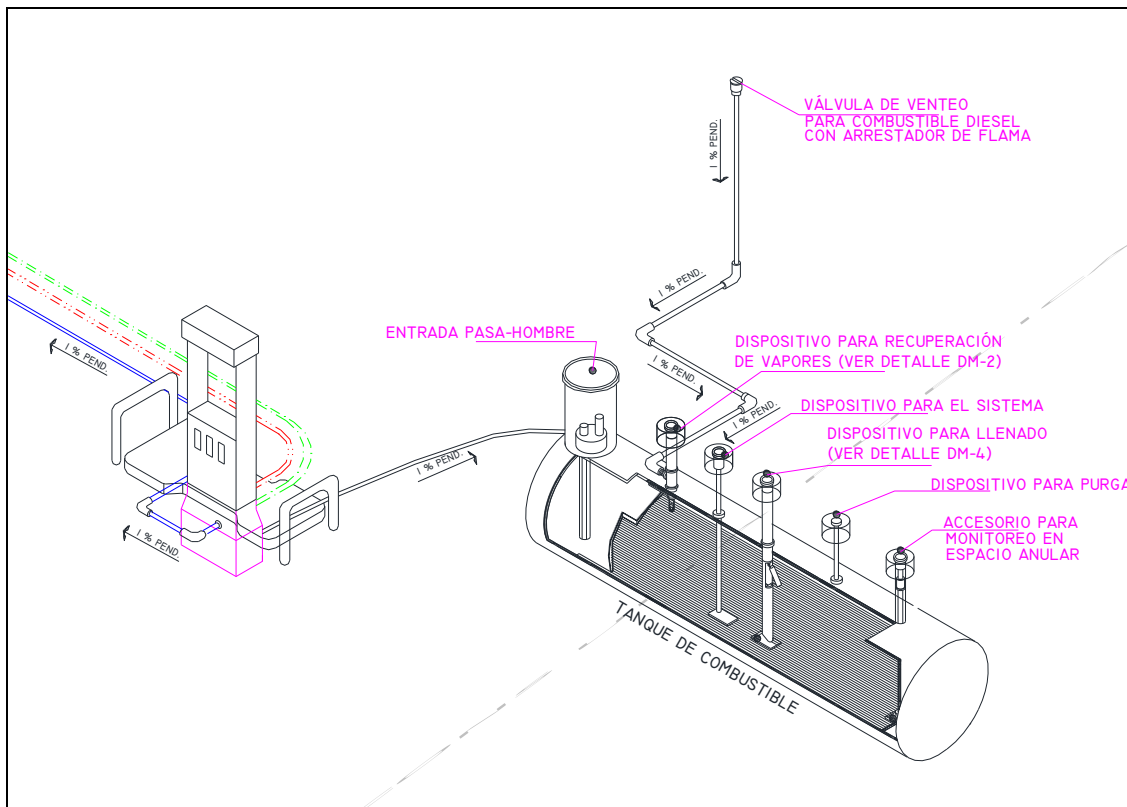 VÁLVULA DE VENTEO
PARA COMBUSTIBLE DIESEL
CON ARRESTADOR DE FLAMA
1 % PEND.
1 % PEND.
ENTRADA PASA-HOMBRE
DISPOSITIVO PARA RECUPERACIÓN
DE VAPORES (VER DETALLE DM-2)
1 % PEND.
1 % PEND.
DISPOSITIVO PARA EL SISTEMA
1 % PEND.
DISPOSITIVO PARA LLENADO
(VER DETALLE DM-4)
1 % PEND.
DISPOSITIVO PARA PURGA
ACCESORIO PARA
MONITOREO EN
ESPACIO ANULAR
1 % PEND.
TANQUE DE COMBUSTIBLE